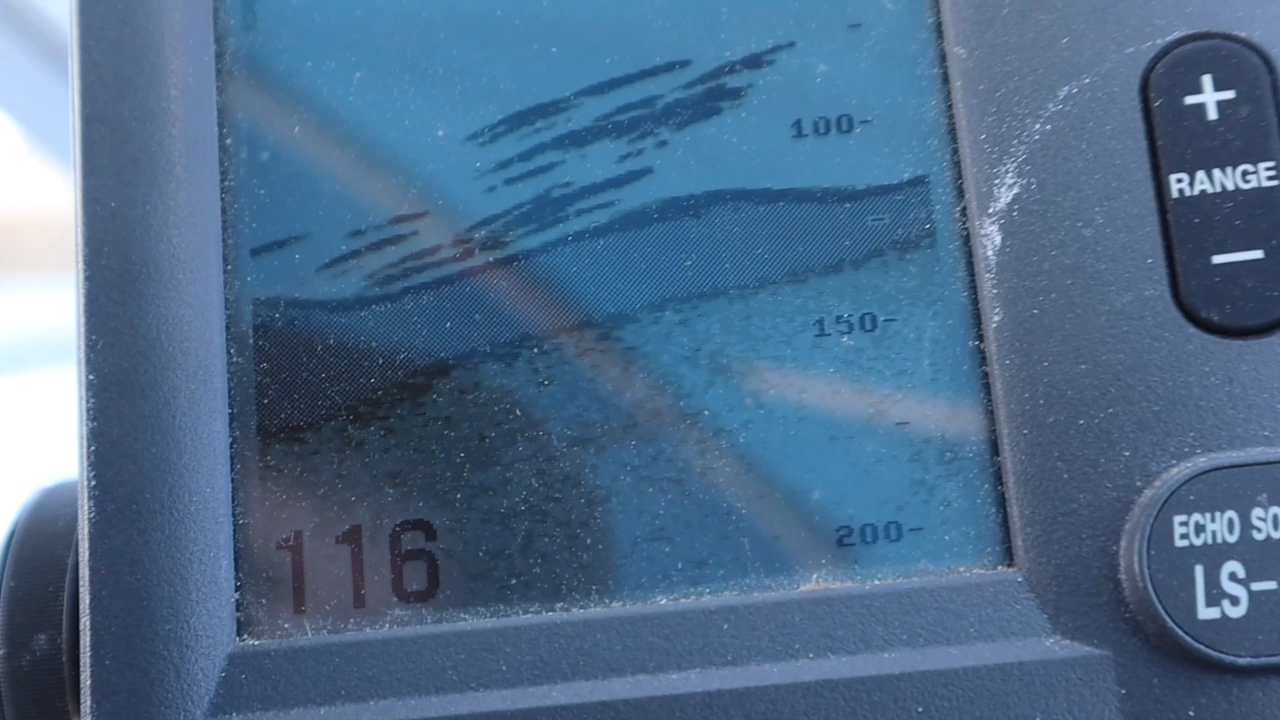 +
100-
RANGE
-
150-
200-
ECHO SO
LS-
116